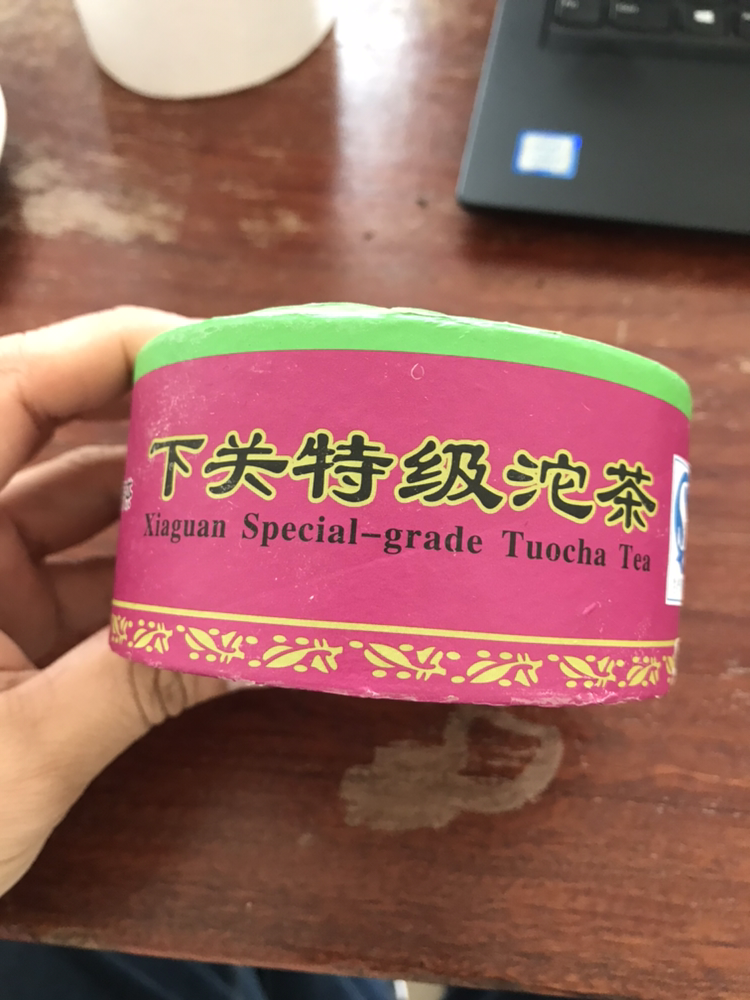 下关特级沱茶
Xiaguan Special-grade Tuocha Tea